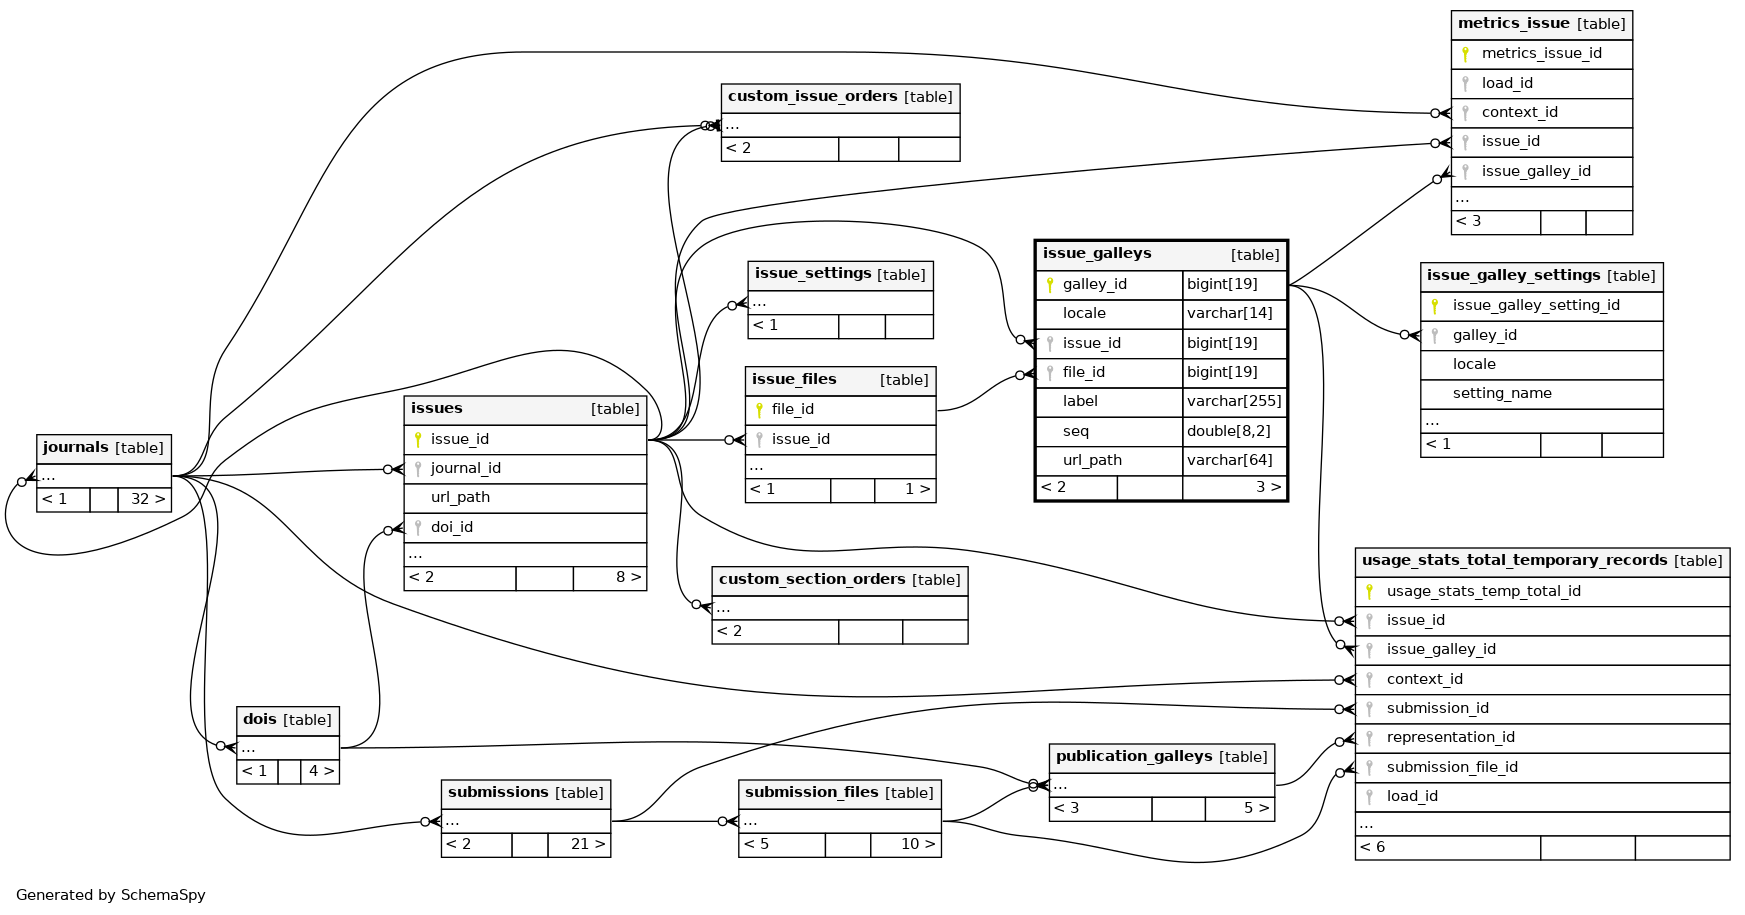 metrics_issue [table]
metrics_issue_id
load_id
context_id
issue_id
issue_galley_id
...
< 3
custom_issue_orders [table]
...
< 2
issue_settings [table]
...
< 1
issue_galleys [table]
galley_id bigint[19]
locale varchar[14]
issue_id bigint[19]
file_id bigint[19]
label varchar[255]
seq double[8,2]
url_path varchar[64]
< 2 3 >
issue_galley_settings [table]
issue_galley_setting_id
galley_id
locale
setting_name
...
< 1
issue_files [table]
file_id
issue_id
...
< 1 1 >
issues [table]
issue_id
journal_id
url_path
doi_id
...
< 2 8 >
journals [table]
...
< 1 32 >
custom_section_orders [table]
...
< 2
usage_stats_total_temporary_records [table]
usage_stats_temp_total_id
issue_id
issue_galley_id
context_id
submission_id
representation_id
submission_file_id
load_id
...
< 6
dois [table]
...
< 1 4 >
publication_galleys [table]
...
< 3 5 >
submissions [table]
...
< 2 21 >
submission_files [table]
...
< 5 10 >
Generated by SchemaSpy